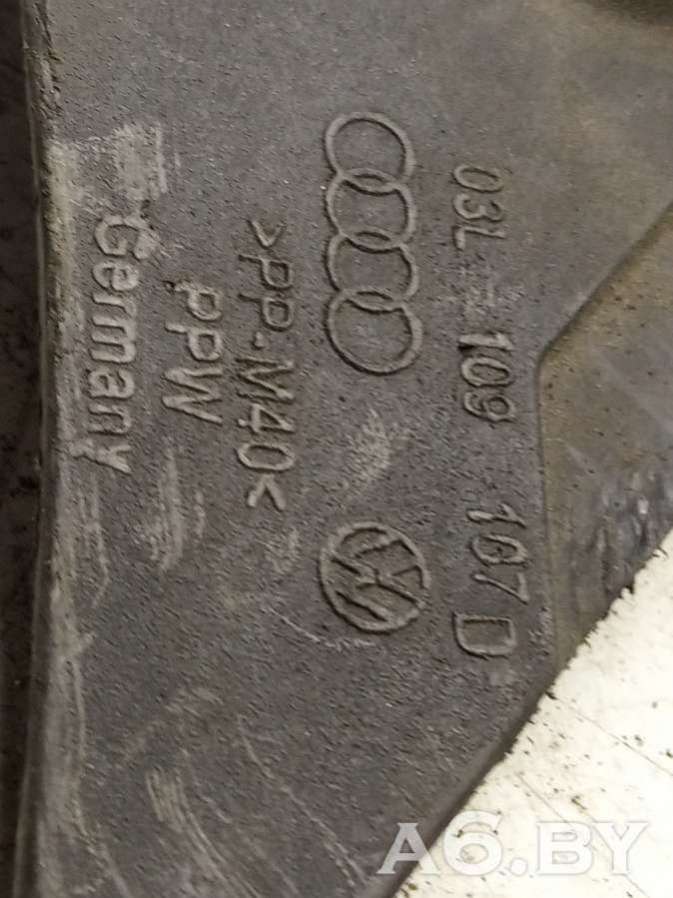 03L 109 107 D
>PP.M40<
PPW
Germany
A6.BY